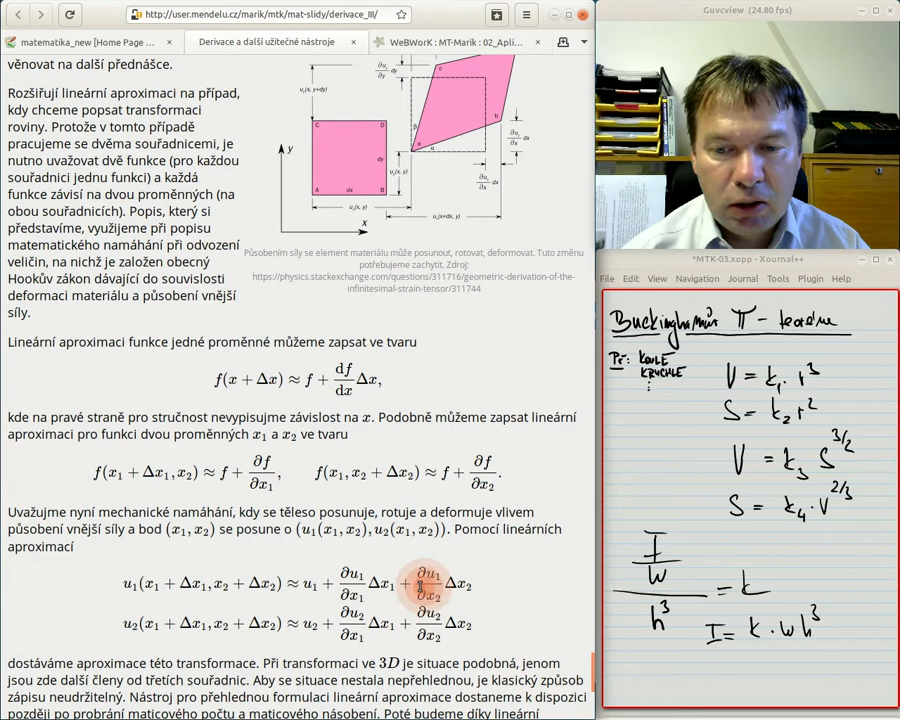 http://user.mendelu.cz/marik/mtk/mat-slidy/derivace_III/
matematika_new [Home Page ...
Derivace a další užitečné nástroje
WeBWorK : MT-Marik : 02_Apli...
věnovat na další přednášce.
Rozšiřují lineární aproximaci na případ,
kdy chceme popsat transformaci
roviny. Protože v tomto případě
pracujeme se dvěma souřadnicemi, je
nutno uvažovat dvě funkce (pro každou
souřadnici jednu funkci) a každá
funkce závisí na dvou proměnných (na
obou souřadnicích). Popis, který si
představíme, využijeme při popisu
matematického namáhání při odvození
veličin, na nichž je založen obecný
Hookův zákon dávající do souvislosti
deformaci materiálu a působení vnější
síly.
u_y(x, y+dy)
∂u_x/∂y dy
C D
dy
A dx B
y
x
c
b
a
β
α
u_y(x, y)
∂u_y/∂x dx
∂u_x/∂x dx
u_x(x, y)
u_x(x+dx, y)
Působením síly se element materiálu může posunout, rotovat, deformovat. Tuto změnu
potřebujeme zachytit. Zdroj:
https://physics.stackexchange.com/questions/311716/geometric-derivation-of-the-
infinitesimal-strain-tensor/311744
Lineární aproximaci funkce jedné proměnné můžeme zapsat ve tvaru
f(x + Δx) ≈ f + df/dx Δx,
kde na pravé straně pro stručnost nevypisujme závislost na x. Podobně můžeme zapsat lineární
aproximaci pro funkci dvou proměnných x₁ a x₂ ve tvaru
f(x₁ + Δx₁, x₂) ≈ f + ∂f/∂x₁, f(x₁, x₂ + Δx₂) ≈ f + ∂f/∂x₂.
Uvažujme nyní mechanické namáhání, kdy se těleso posunuje, rotuje a deformuje vlivem
působení vnější síly a bod (x₁, x₂) se posune o (u₁(x₁, x₂), u₂(x₁, x₂)). Pomocí lineárních
aproximací
u₁(x₁ + Δx₁, x₂ + Δx₂) ≈ u₁ + ∂u₁/∂x₁ Δx₁ + ∂u₁/∂x₂ Δx₂
u₂(x₁ + Δx₁, x₂ + Δx₂) ≈ u₂ + ∂u₂/∂x₁ Δx₁ + ∂u₂/∂x₂ Δx₂
dostáváme aproximace této transformace. Při transformaci ve 3D je situace podobná, jenom
jsou zde další členy od třetích souřadnic. Aby se situace nestala nepřehlednou, je klasický způsob
zápisu neudržitelný. Nástroj pro přehlednou formulaci lineární aproximace dostaneme k dispozici
později po probrání maticového počtu a maticového násobení. Poté budeme díky lineární
Guvcview (24.80 fps)
*MTK-03.xopp - Xournal++
File Edit View Navigation Journal Tools Plugin Help
Buckinghamův π – teorém
Př: KOULE
KRYCHLE
⋮
V = k₁ · r³
S = k₂ r²
V = k₃ S^3/2
S = k₄ · V^2/3
I/w / h³ = k
I = k · w h³